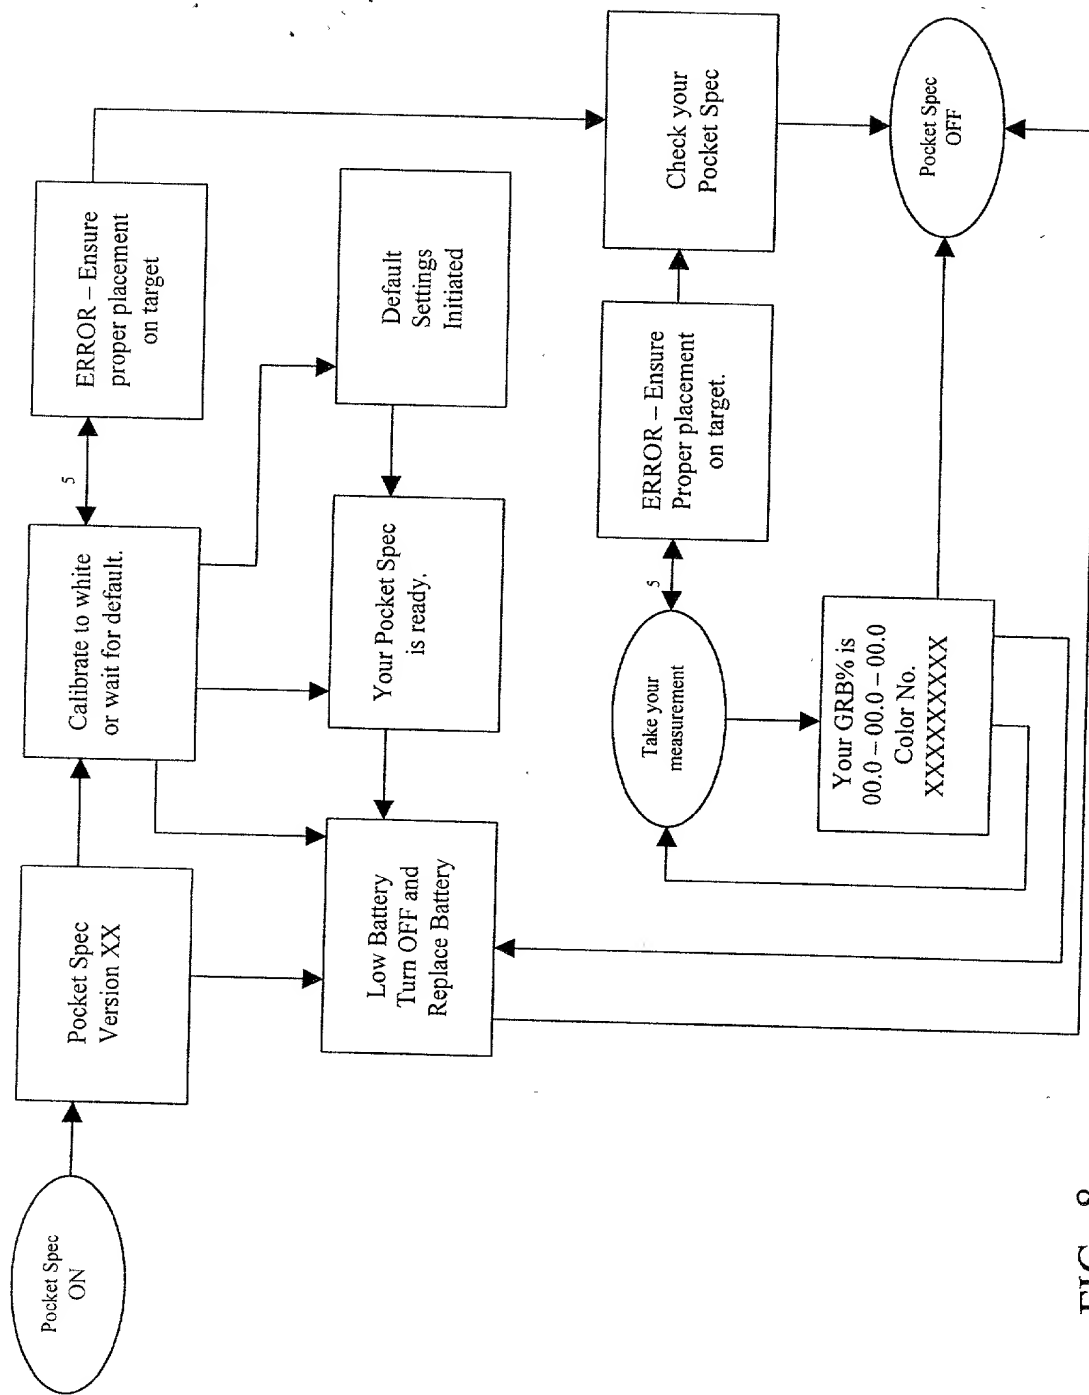 Pocket Spec
ON
Pocket Spec
Version XX
Calibrate to white
or wait for default.
5
ERROR – Ensure
proper placement
on target
Low Battery
Turn OFF and
Replace Battery
Your Pocket Spec
is ready.
Default
Settings
Initiated
Take your
measurement
5
ERROR – Ensure
Proper placement
on target.
Check your
Pocket Spec
Your GRB% is
00.0 – 00.0 – 00.0
Color No.
XXXXXXXXXX
Pocket Spec
OFF
FIG. 8